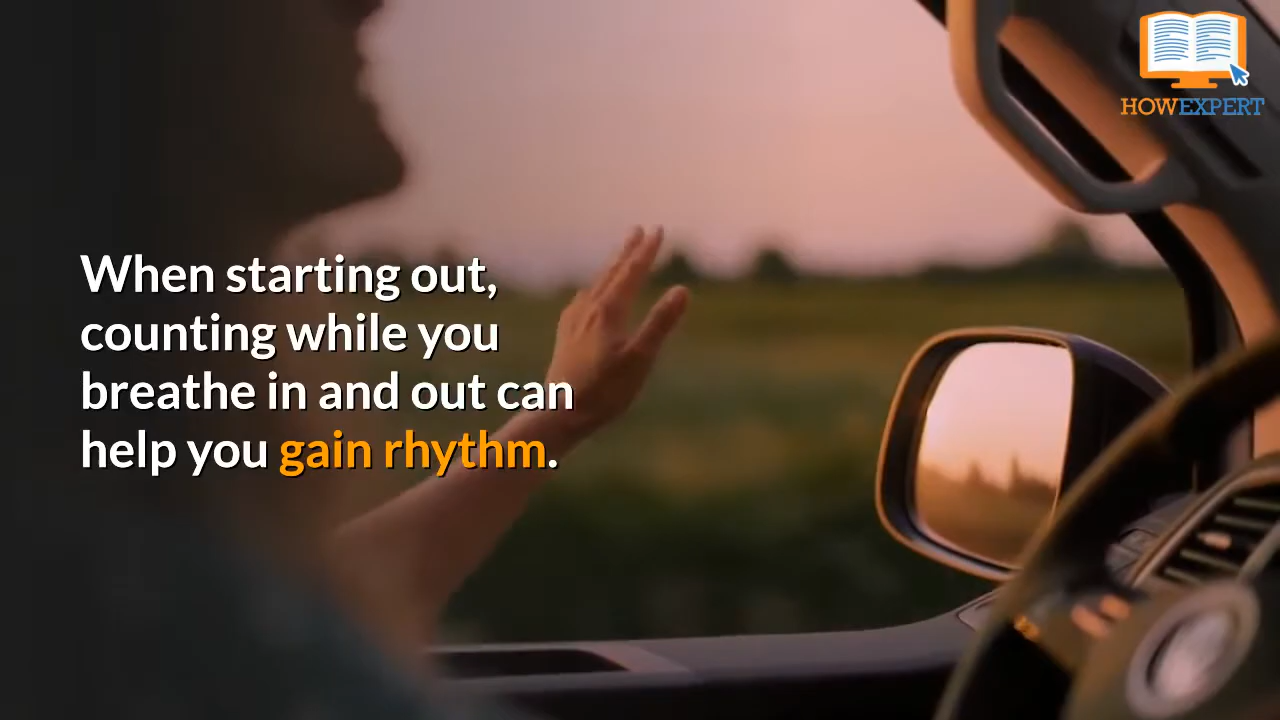 HOWEXPERT
When starting out,
counting while you
breathe in and out can
help you gain rhythm.